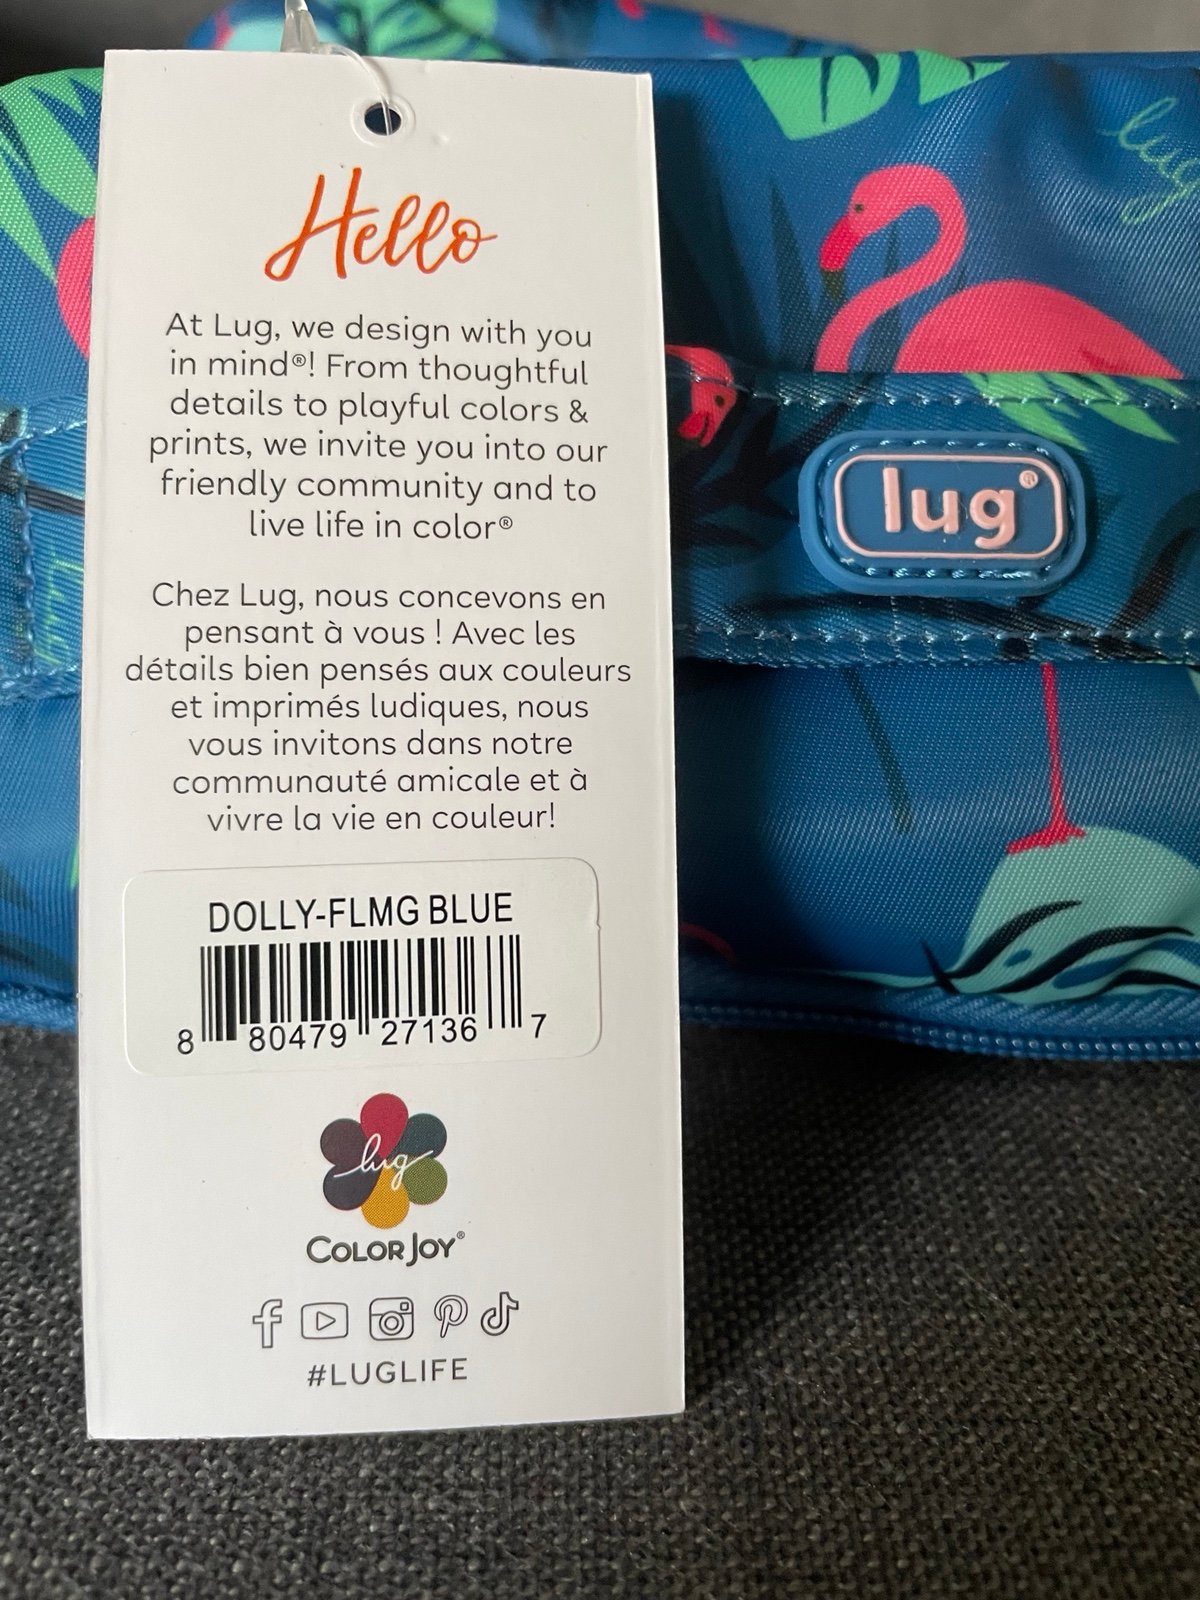 Hello
At Lug, we design with you
in mind®! From thoughtful
details to playful colors &
prints, we invite you into our
friendly community and to
live life in color®
Chez Lug, nous concevons en
pensant à vous ! Avec les
détails bien pensés aux couleurs
et imprimés ludiques, nous
vous invitons dans notre
communauté amicale et à
vivre la vie en couleur!
DOLLY-FLMG BLUE
8 80479 27136 7
lug
COLOR JOY®
#LUGLIFE
lug
lug®
lug